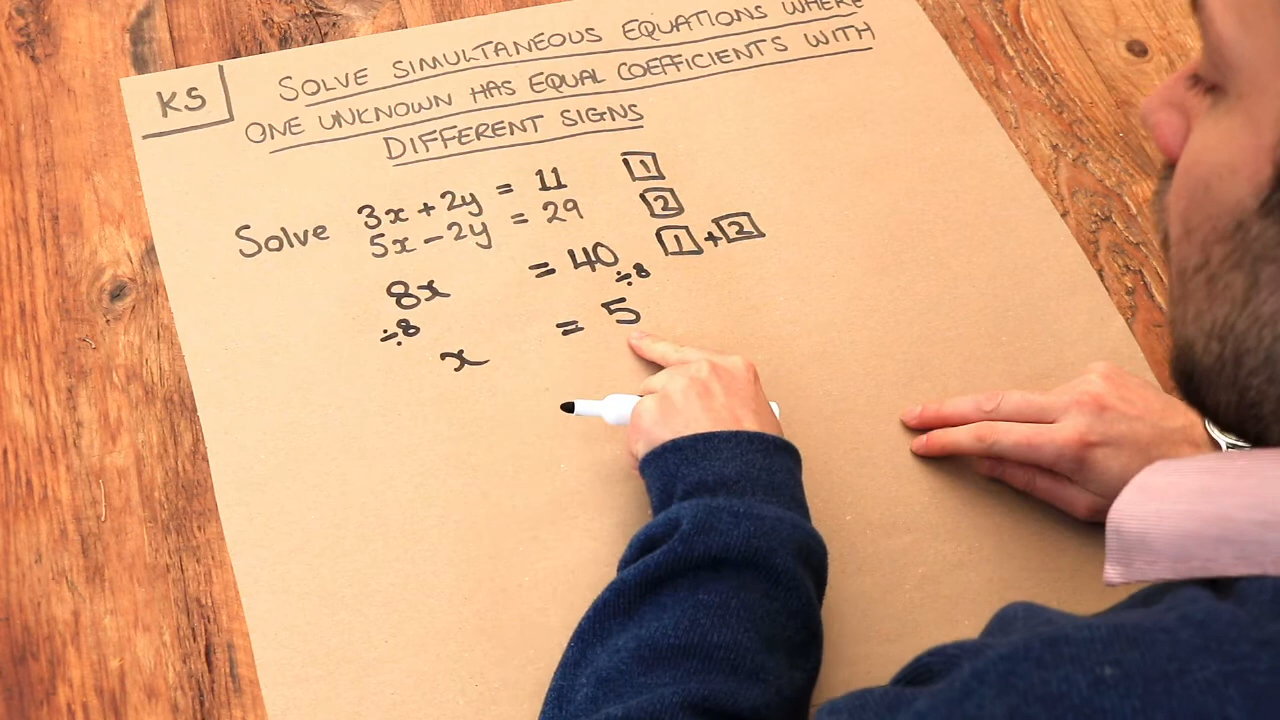 K5
SOLVE SIMULTANEOUS EQUATIONS WHERE
ONE UNKNOWN HAS EQUAL COEFFICIENTS WITH
DIFFERENT SIGNS
Solve 3x + 2y = 11 1
5x - 2y = 29 2
8x = 40 1 + 2
÷8 ÷8
x = 5